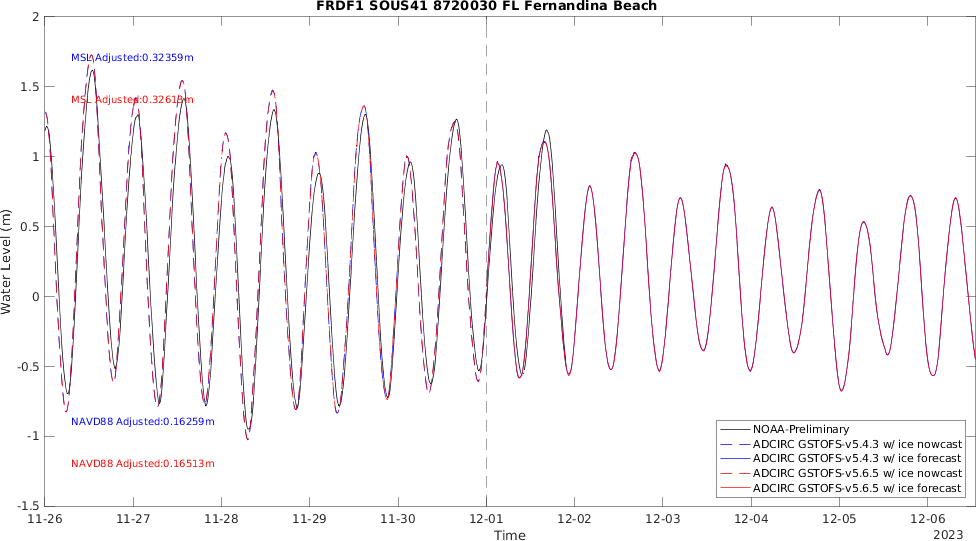 FRDF1 SOUS41 8720030 FL Fernandina Beach
2
1.5
1
0.5
0
-0.5
-1
-1.5
Water Level (m)
MSL Adjusted:0.32359m
MSL Adjusted:0.32613m
NAVD88 Adjusted:0.16259m
NAVD88 Adjusted:0.16513m
NOAA-Preliminary
ADCIRC GSTOFS-v5.4.3 w/ ice nowcast
ADCIRC GSTOFS-v5.4.3 w/ ice forecast
ADCIRC GSTOFS-v5.6.5 w/ ice nowcast
ADCIRC GSTOFS-v5.6.5 w/ ice forecast
11-26 11-27 11-28 11-29 11-30 12-01 12-02 12-03 12-04 12-05 12-06
Time
2023